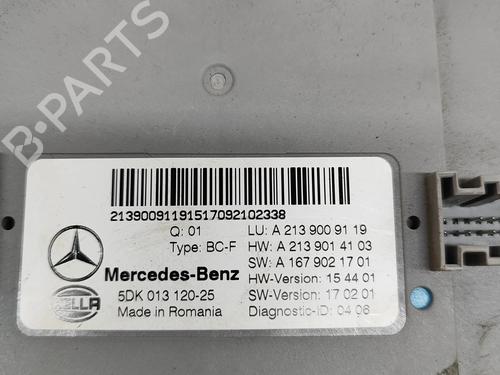 B-PARTS
21390091191517092102338
Q: 01 LU: A 213 900 91 19
Type: BC-F HW: A 213 901 41 03
Mercedes-Benz SW: A 167 902 17 01
HW-Version: 15 44 01
HELLA 5DK 013 120-25 SW-Version: 17 02 01
Made in Romania Diagnostic-ID: 04 06